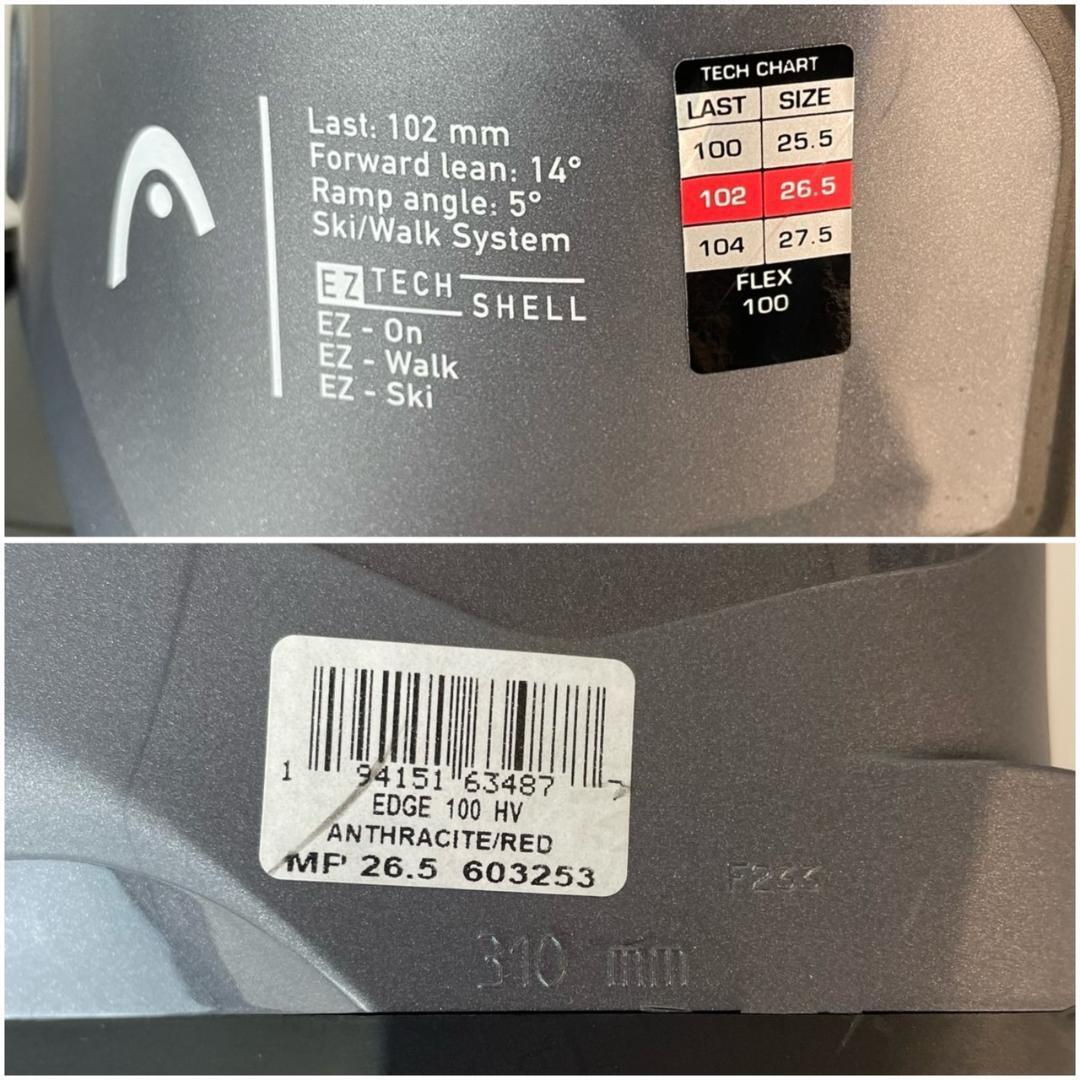 Last: 102 mm
Forward lean: 14°
Ramp angle: 5°
Ski/Walk System
EZ TECH SHELL
EZ - On
EZ - Walk
EZ - Ski
TECH CHART
LAST SIZE
100 25.5
102 26.5
104 27.5
FLEX
100
1 94151 63487 7
EDGE 100 HV
ANTHRACITE/RED
MP 26.5 603253
310 mm